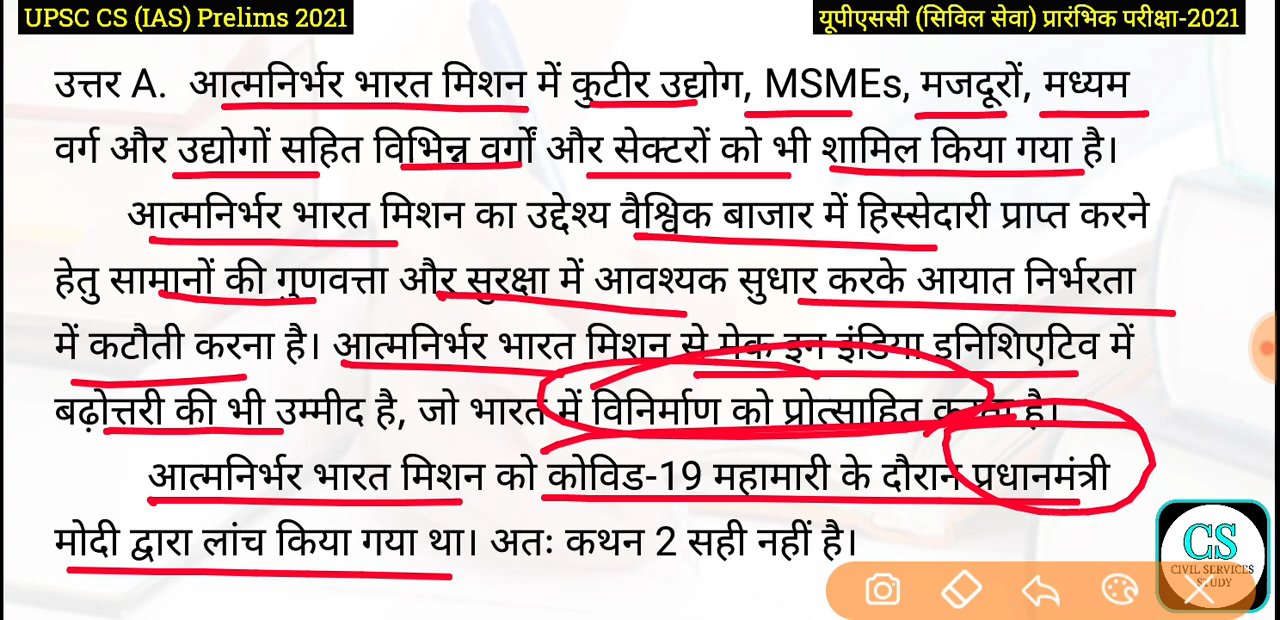 UPSC CS (IAS) Prelims 2021
यूपीएससी (सिविल सेवा) प्रारंभिक परीक्षा-2021
उत्तर A. आत्मनिर्भर भारत मिशन में कुटीर उद्योग, MSMEs, मजदूरों, मध्यम
वर्ग और उद्योगों सहित विभिन्न वर्गों और सेक्टरों को भी शामिल किया गया है।
आत्मनिर्भर भारत मिशन का उद्देश्य वैश्विक बाजार में हिस्सेदारी प्राप्त करने
हेतु सामानों की गुणवत्ता और सुरक्षा में आवश्यक सुधार करके आयात निर्भरता
में कटौती करना है। आत्मनिर्भर भारत मिशन से मेक इन इंडिया इनिशिएटिव में
बढ़ोत्तरी की भी उम्मीद है, जो भारत में विनिर्माण को प्रोत्साहित करता है।
आत्मनिर्भर भारत मिशन को कोविड-19 महामारी के दौरान प्रधानमंत्री
मोदी द्वारा लांच किया गया था। अतः कथन 2 सही नहीं है।
CS
CIVIL SERVICES
STUDY